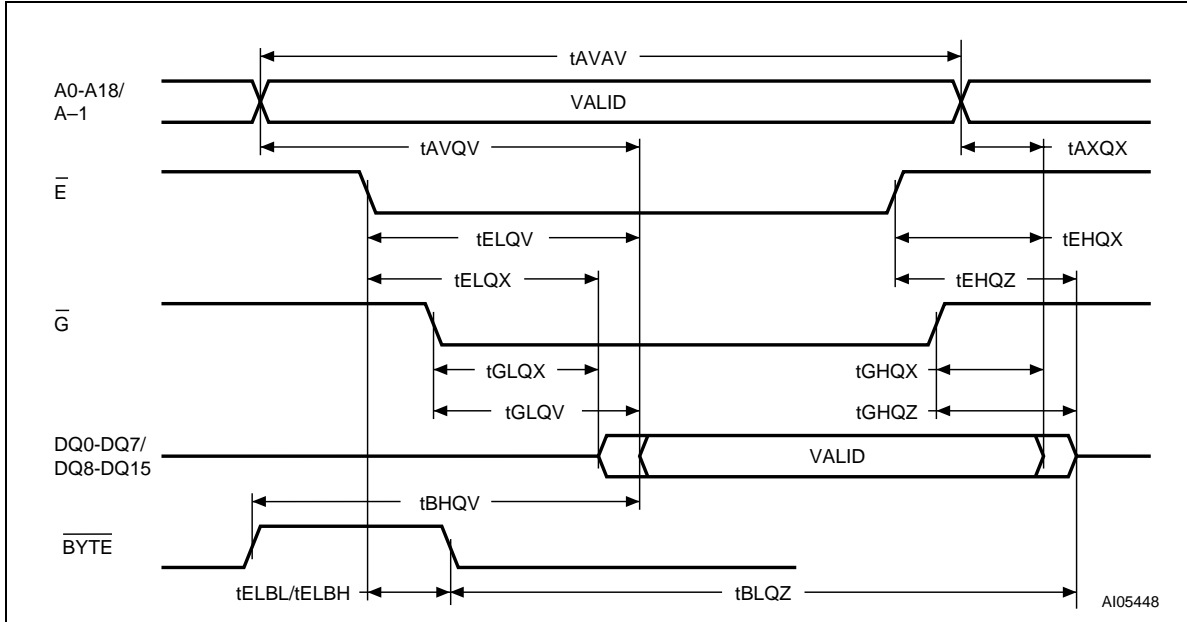 tAVAV
A0-A18/
A–1
VALID
tAVQV
tAXQX
E̅
tELQV
tEHQX
tELQX
tEHQZ
G̅
tGLQX
tGHQX
tGLQV
tGHQZ
DQ0-DQ7/
DQ8-DQ15
VALID
tBHQV
B̅Y̅T̅E̅
tELBL/tELBH
tBLQZ
AI05448